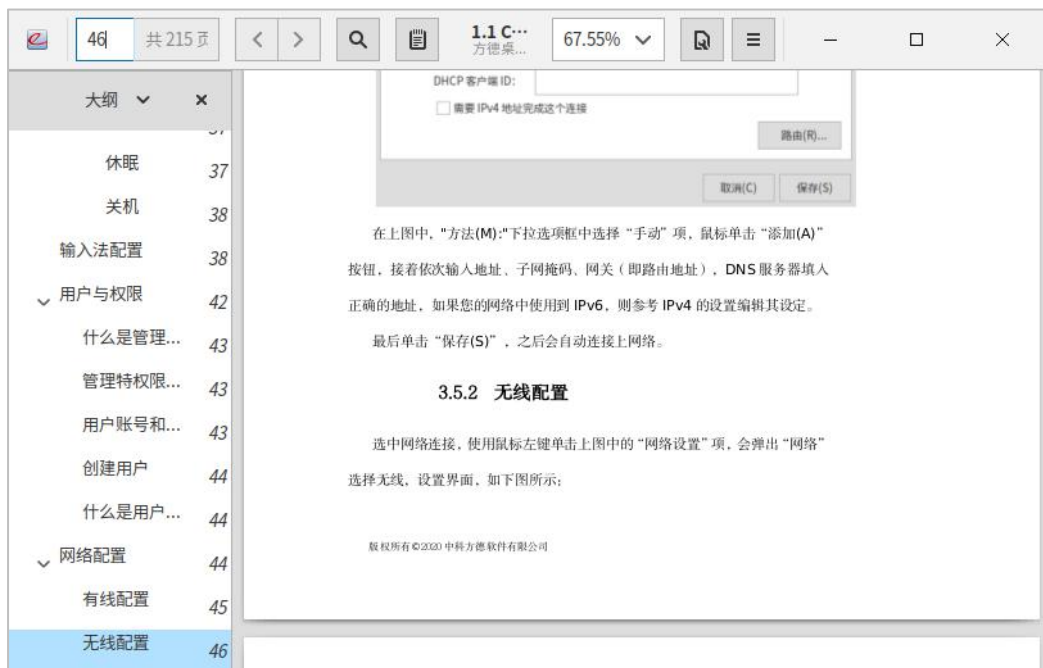 46 共 215 页
1.1 C⋯
方德桌...
67.55%
大纲
休眠 37
关机 38
输入法配置 38
用户与权限 42
什么是管理... 43
管理特权限... 43
用户账号和... 43
创建用户 44
什么是用户... 44
网络配置 44
有线配置 45
无线配置 46
DHCP 客户端 ID:
需要 IPv4 地址完成这个连接
路由(R)...
取消(C) 保存(S)
在上图中，"方法(M):"下拉选项框中选择“手动”项，鼠标单击“添加(A)”
按钮，接着依次输入地址、子网掩码、网关（即路由地址），DNS 服务器填入
正确的地址，如果您的网络中使用到 IPv6，则参考 IPv4 的设置编辑其设定。
最后单击“保存(S)”，之后会自动连接上网络。
3.5.2 无线配置
选中网络连接，使用鼠标左键单击上图中的“网络设置”项，会弹出“网络”
选择无线，设置界面，如下图所示：
版权所有©2020 中科方德软件有限公司